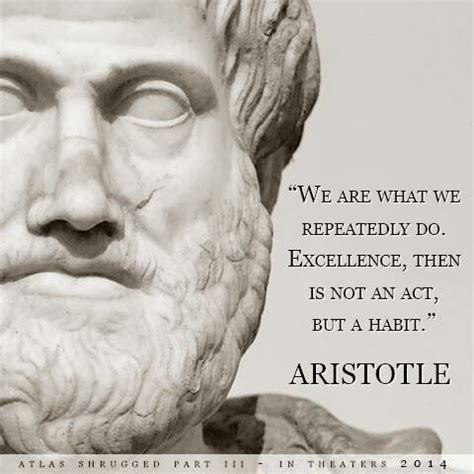 “We are what we
repeatedly do.
Excellence, then
is not an act,
but a habit.”
ARISTOTLE
ATLAS SHRUGGED PART III - IN THEATERS 2014